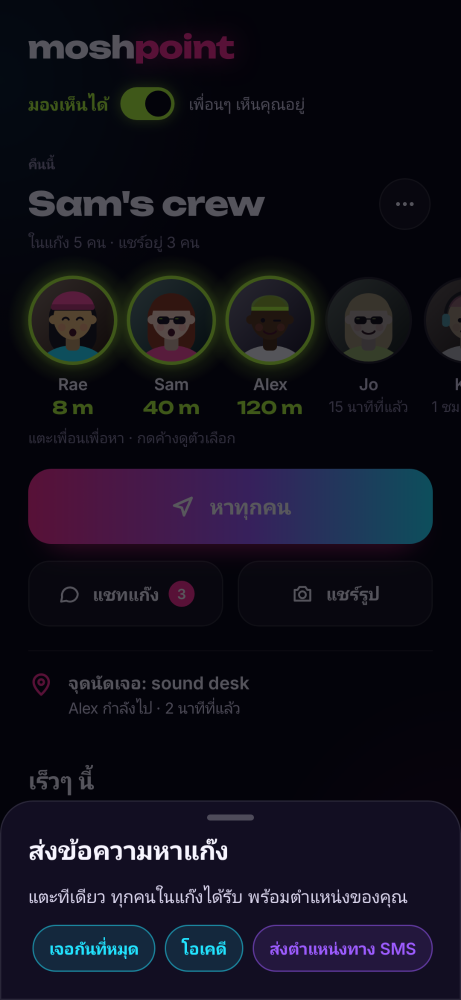 moshpoint
มองเห็นได้ เพื่อนๆ เห็นคุณอยู่
คืนนี้
Sam's crew
ในแก๊ง 5 คน · แชร์อยู่ 3 คน
Rae Sam Alex Jo
8 m 40 m 120 m 15 นาทีที่แล้ว 1 ชม
แตะเพื่อนเพื่อหา · กดค้างดูตัวเลือก
หาทุกคน
แชทแก๊ง 3 แชร์รูป
จุดนัดเจอ: sound desk
Alex กำลังไป · 2 นาทีที่แล้ว
เร็วๆ นี้
ส่งข้อความหาแก๊ง
แตะทีเดียว ทุกคนในแก๊งได้รับ พร้อมตำแหน่งของคุณ
เจอกันที่หมุด โอเคดี ส่งตำแหน่งทาง SMS